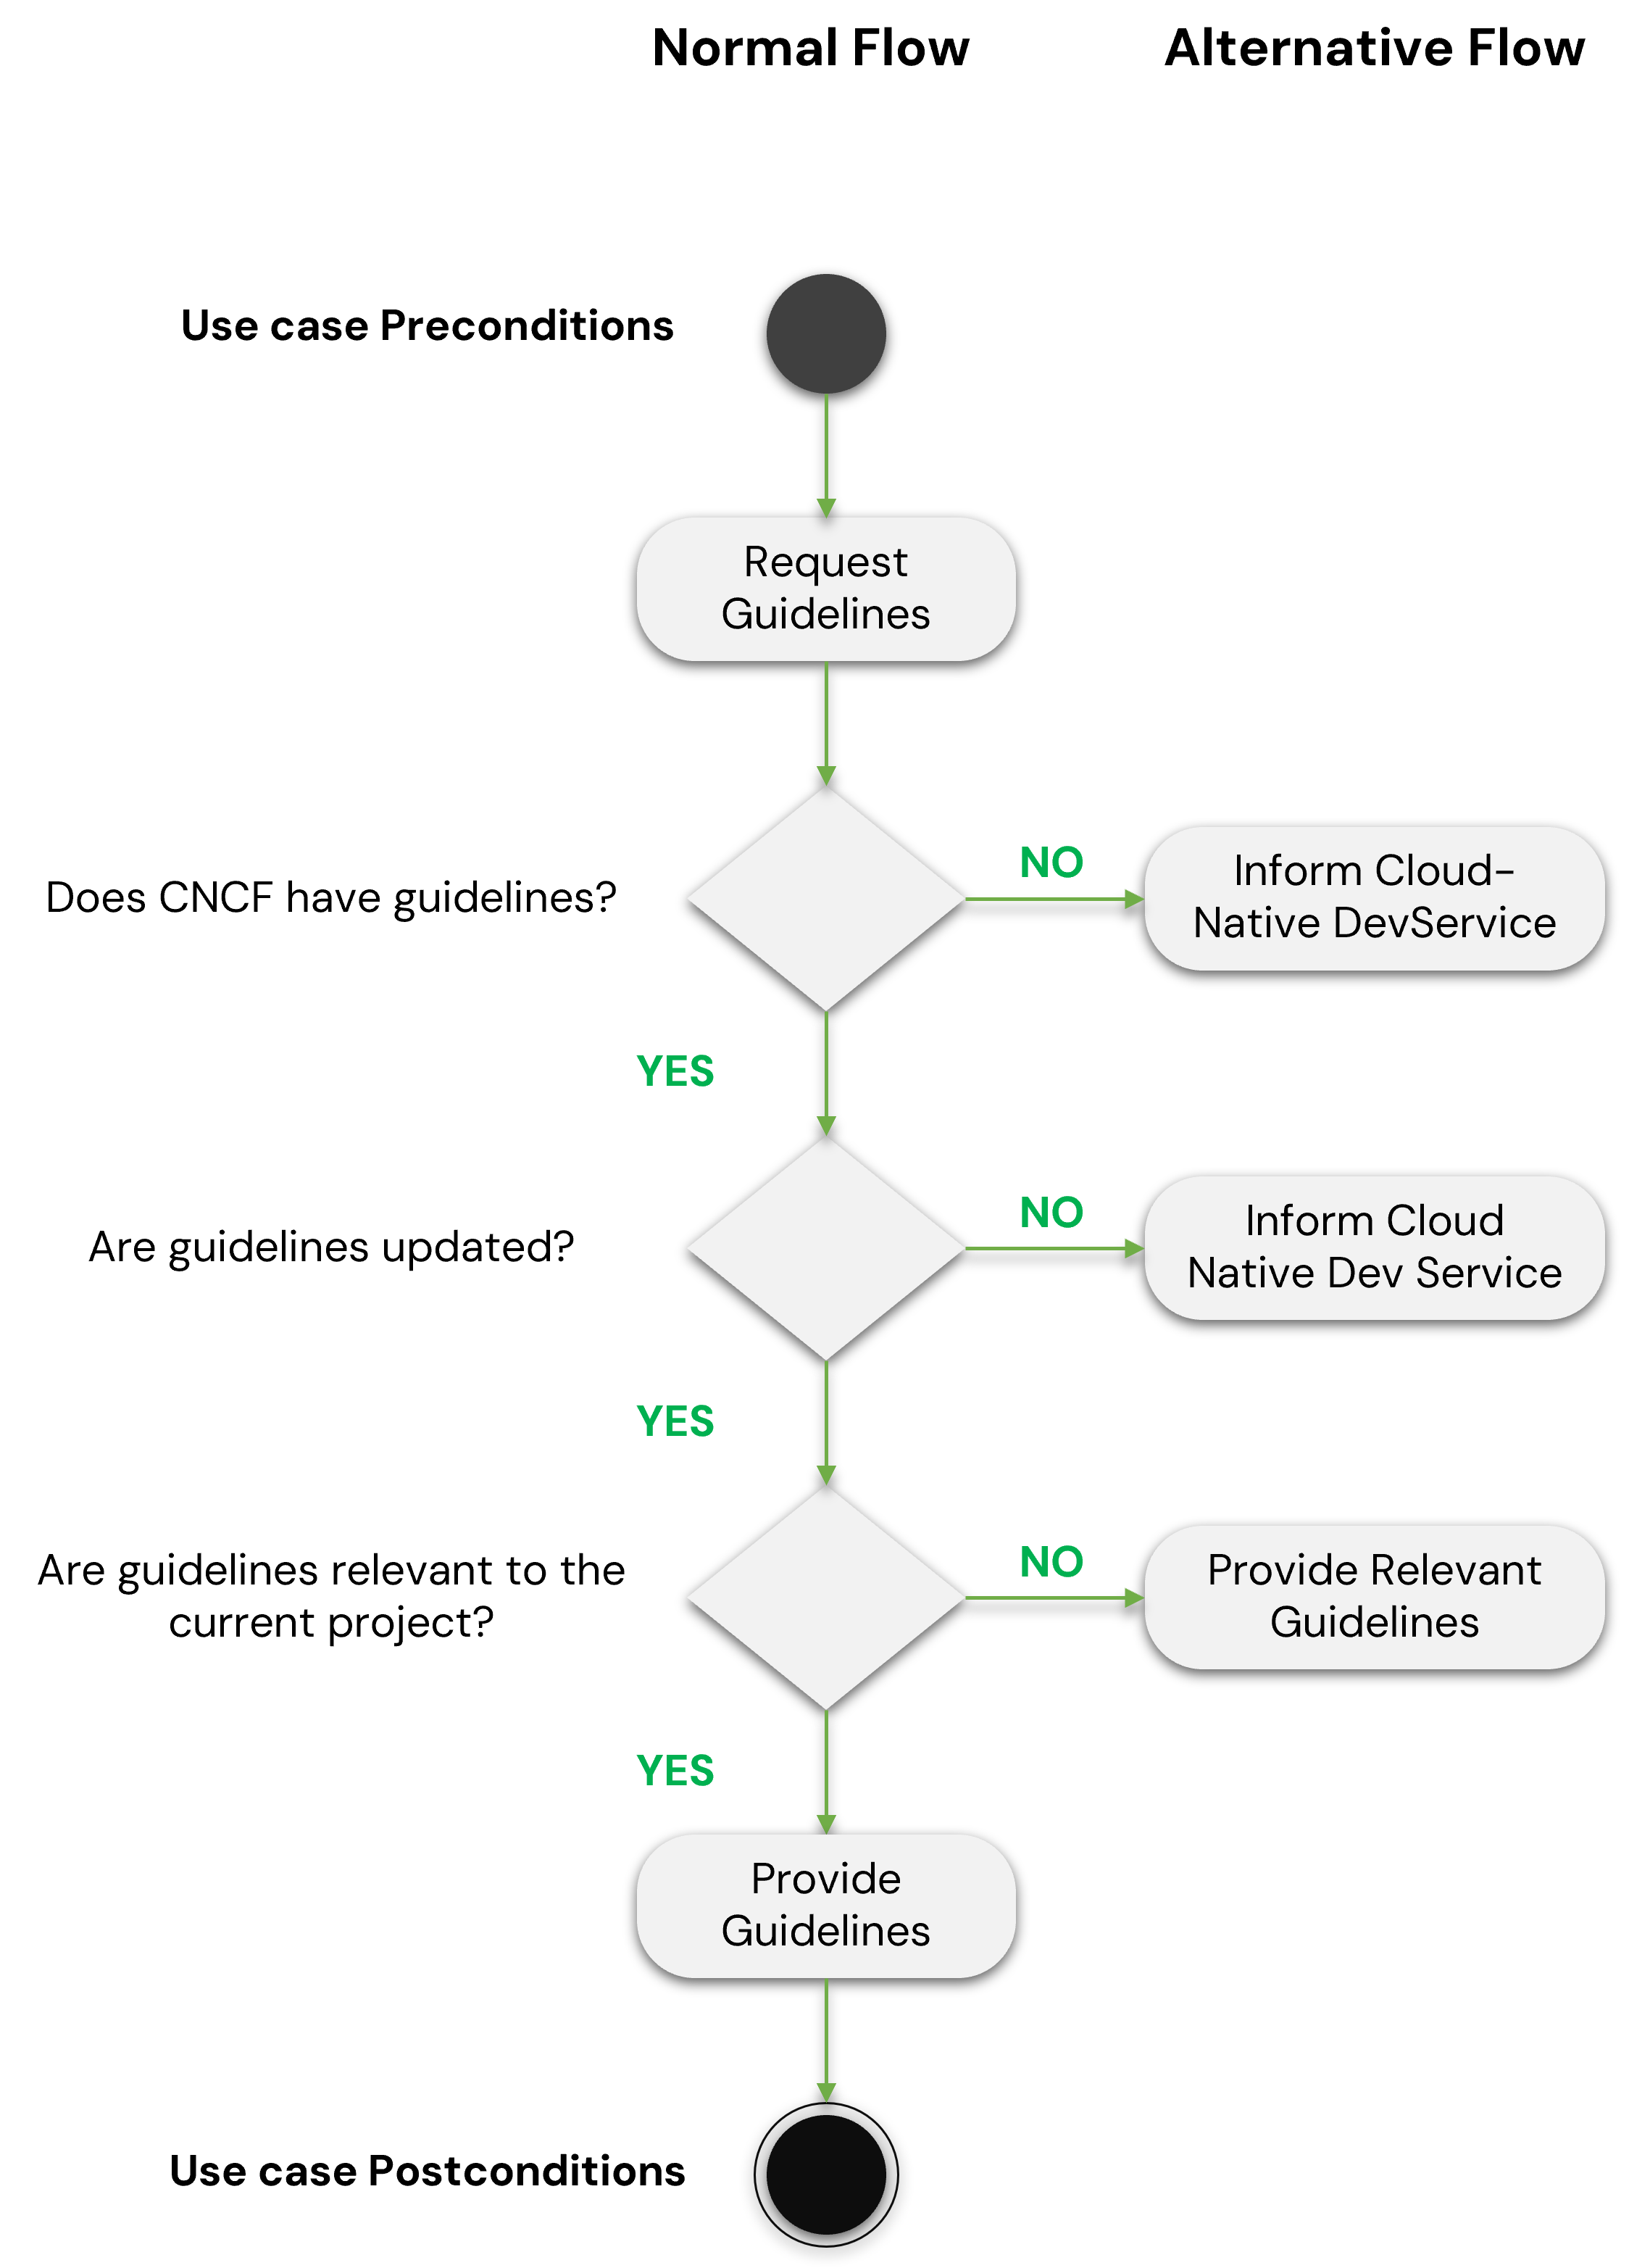 Normal Flow
Alternative Flow
Use case Preconditions
Request
Guidelines
Does CNCF have guidelines?
NO
Inform Cloud-
Native DevService
YES
Are guidelines updated?
NO
Inform Cloud
Native Dev Service
YES
Are guidelines relevant to the
current project?
NO
Provide Relevant
Guidelines
YES
Provide
Guidelines
Use case Postconditions